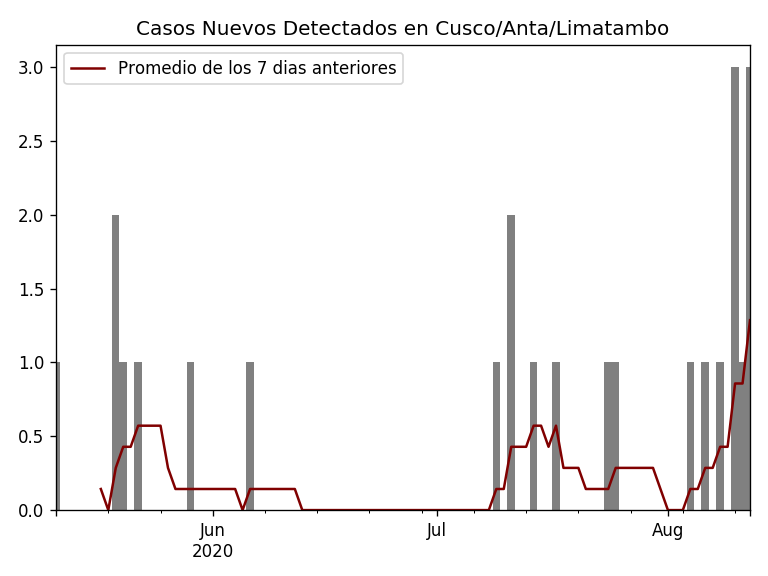 Casos Nuevos Detectados en Cusco/Anta/Limatambo
Promedio de los 7 dias anteriores
3.0
2.5
2.0
1.5
1.0
0.5
0.0
Jun
2020
Jul
Aug